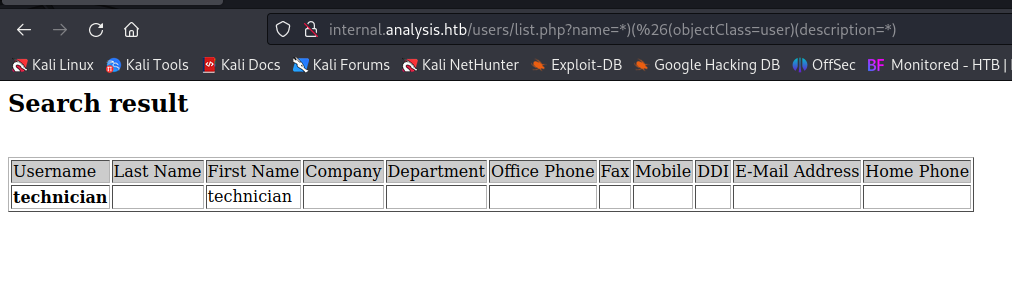 internal.analysis.htb/users/list.php?name=*)(%26(objectClass=user)(description=*)
Kali Linux Kali Tools Kali Docs Kali Forums Kali NetHunter Exploit-DB Google Hacking DB OffSec BF Monitored - HTB |
Search result
Username Last Name First Name Company Department Office Phone Fax Mobile DDI E-Mail Address Home Phone
technician technician